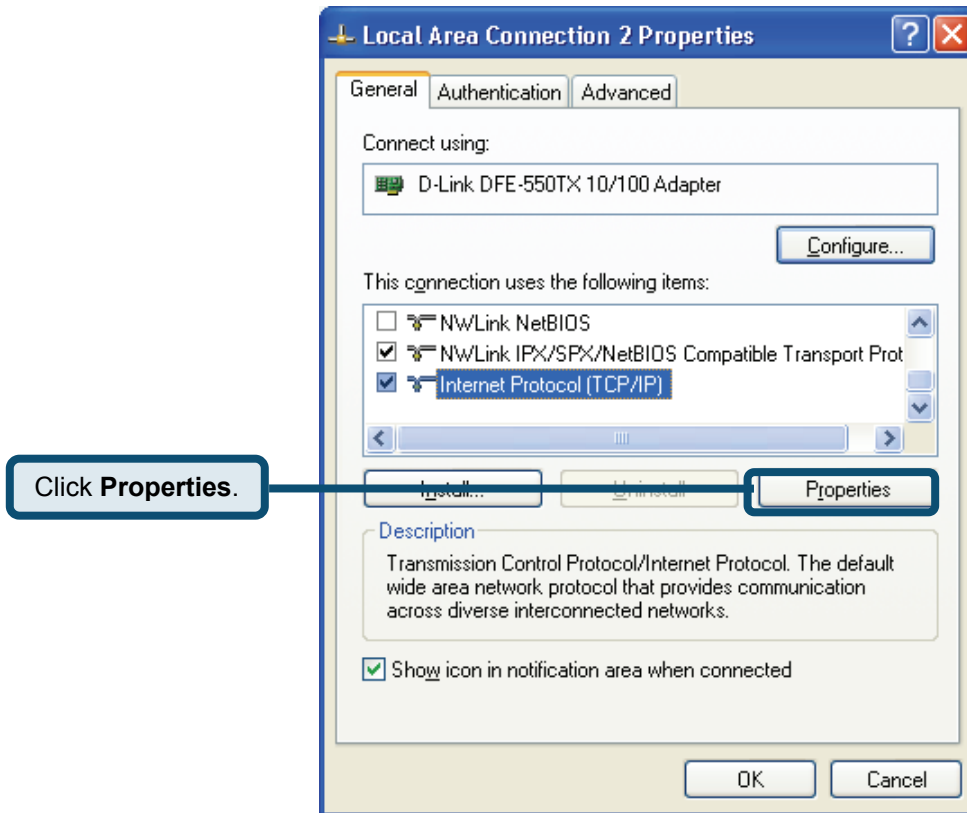 Local Area Connection 2 Properties
General
Authentication
Advanced
Connect using:
D-Link DFE-550TX 10/100 Adapter
Configure...
This connection uses the following items:
NWLink NetBIOS
NWLink IPX/SPX/NetBIOS Compatible Transport Prot
Internet Protocol (TCP/IP)
Click Properties.
Install...
Uninstall
Properties
Description
Transmission Control Protocol/Internet Protocol. The default
wide area network protocol that provides communication
across diverse interconnected networks.
Show icon in notification area when connected
OK
Cancel